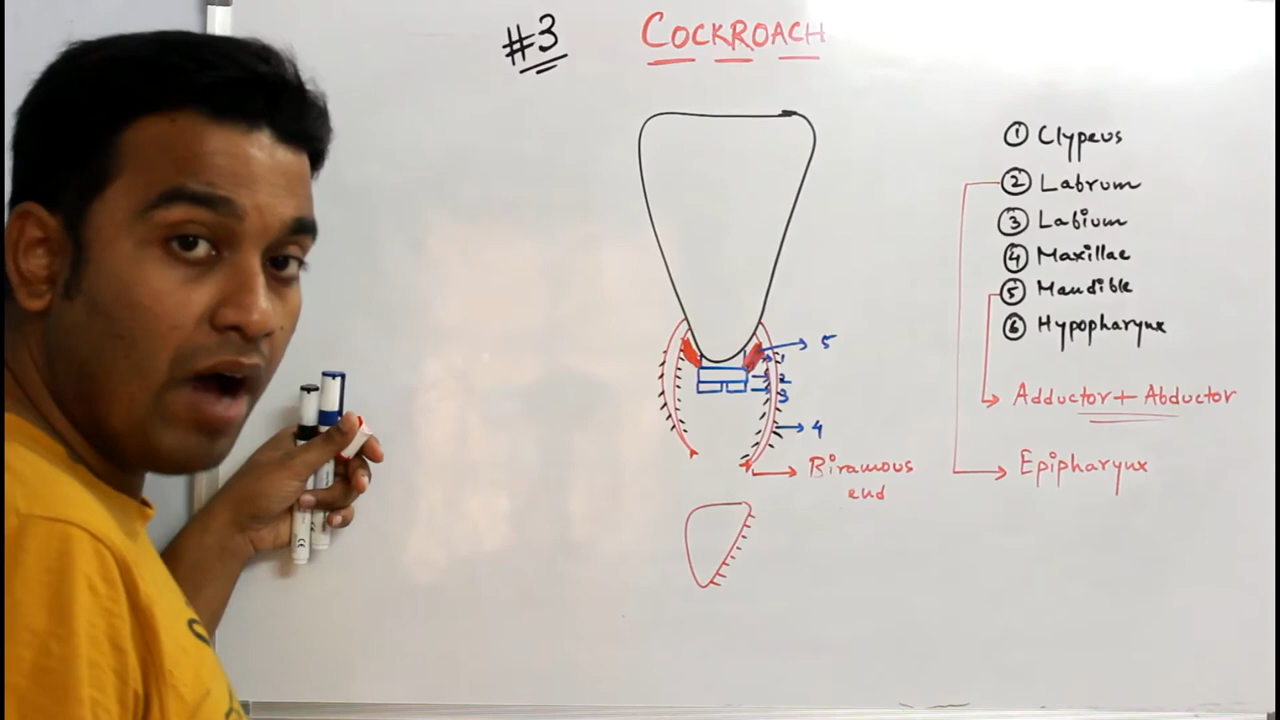 #3
COCKROACH
① Clypeus
② Labrum
③ Labium
④ Maxillae
⑤ Mandible
⑥ Hypopharynx
5
1
2
3
4
Adductor + Abductor
Biramous
end
Epipharynx